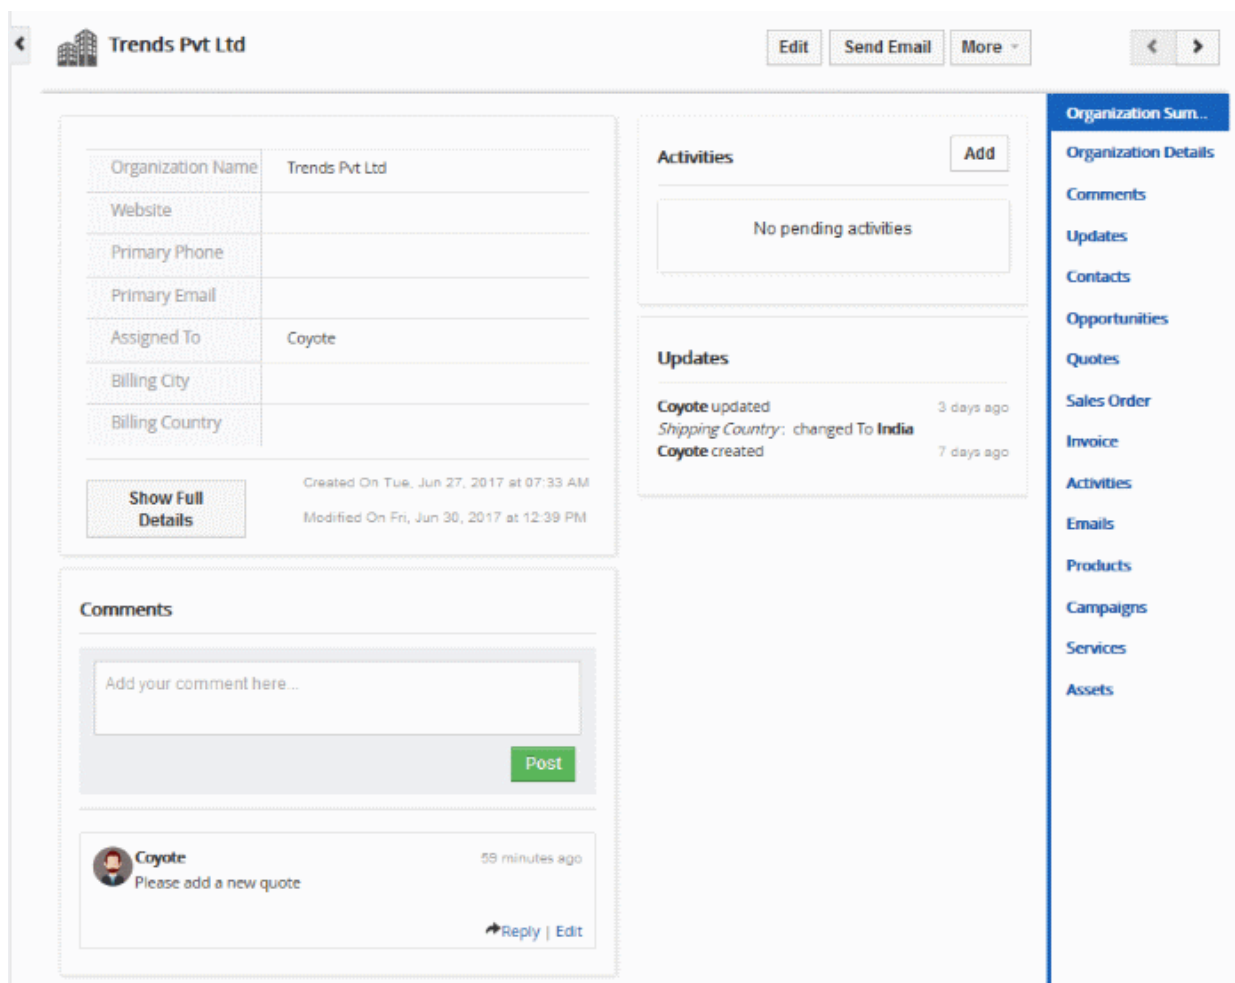 Trends Pvt Ltd
Edit
Send Email
More
Organization Name
Trends Pvt Ltd
Website
Primary Phone
Primary Email
Assigned To
Coyote
Billing City
Billing Country
Show Full
Details
Created On Tue, Jun 27, 2017 at 07:33 AM
Modified On Fri, Jun 30, 2017 at 12:39 PM
Comments
Add your comment here...
Post
Coyote
59 minutes ago
Please add a new quote
Reply | Edit
Activities
Add
No pending activities
Updates
Coyote updated
3 days ago
Shipping Country : changed To India
Coyote created
7 days ago
Organization Sum...
Organization Details
Comments
Updates
Contacts
Opportunities
Quotes
Sales Order
Invoice
Activities
Emails
Products
Campaigns
Services
Assets